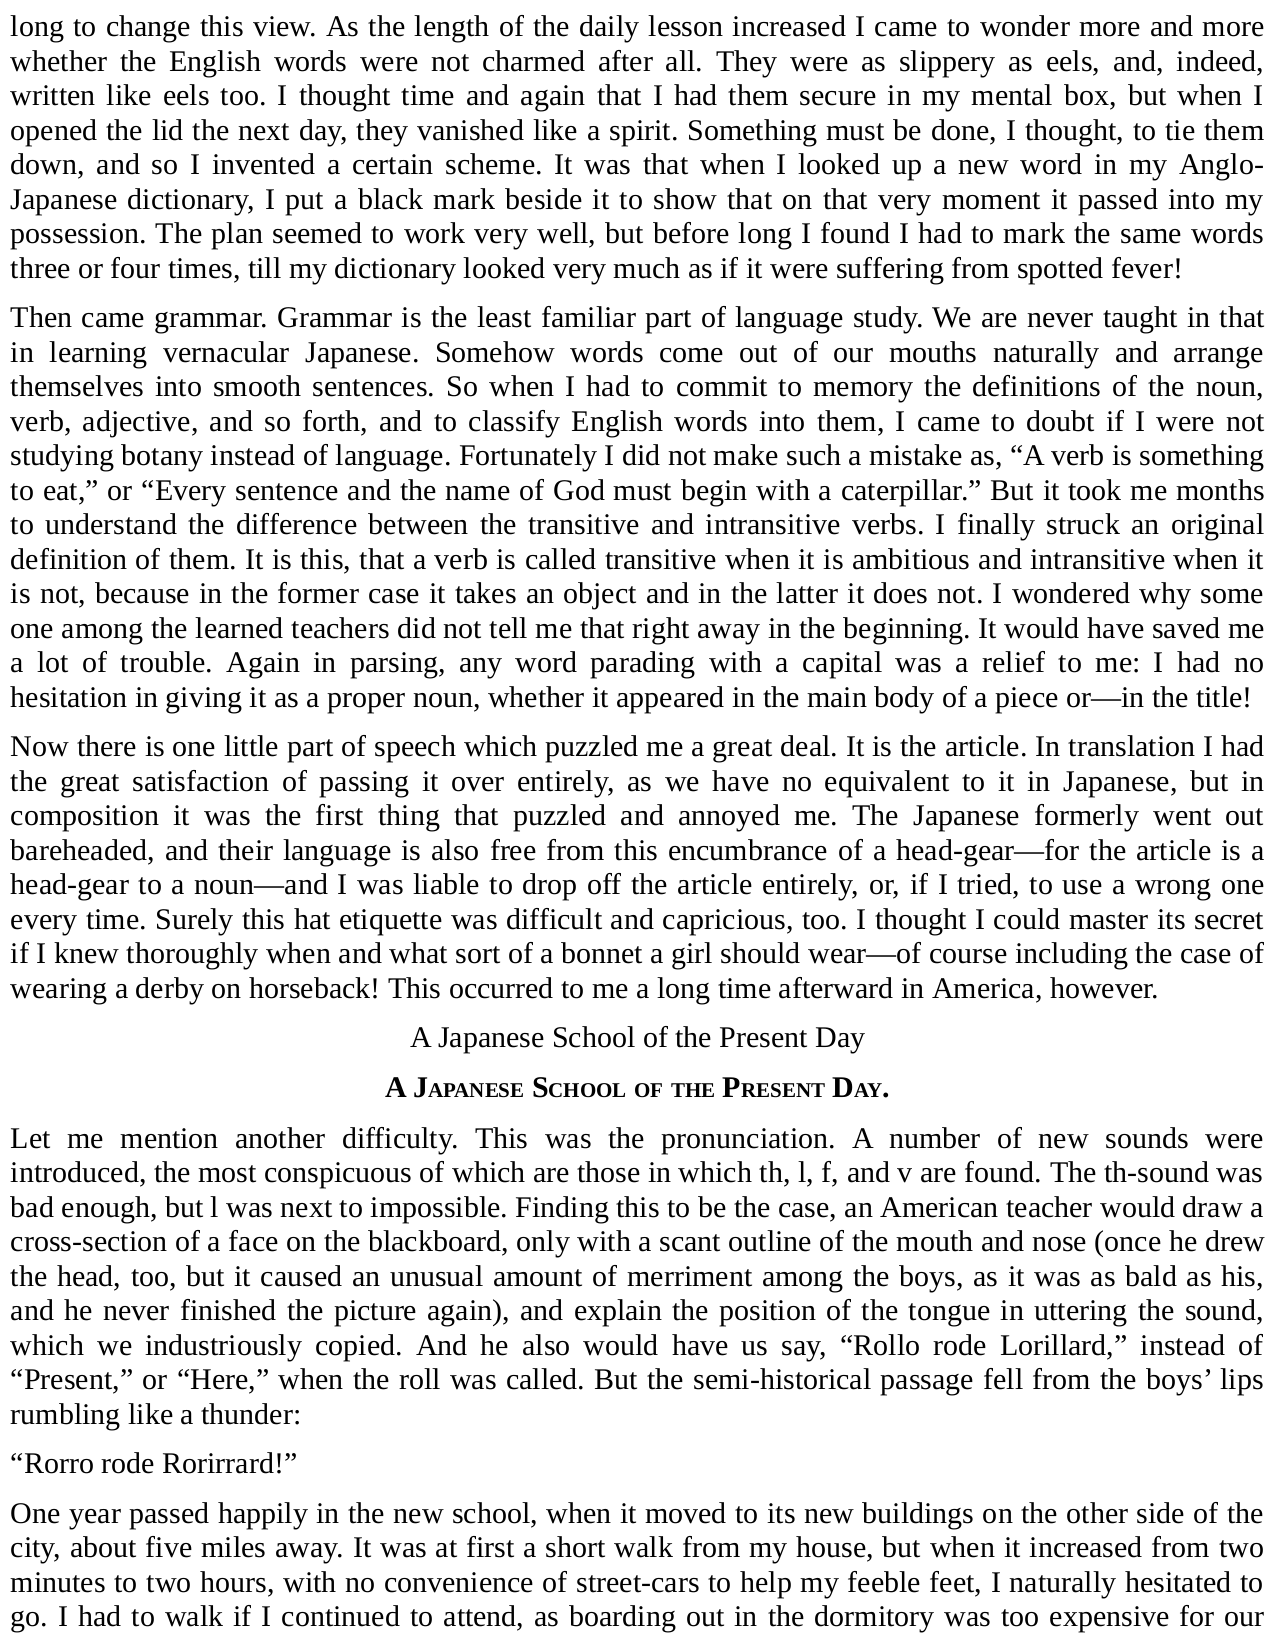 long to change this view. As the length of the daily lesson increased I came to wonder more and more
whether the English words were not charmed after all. They were as slippery as eels, and, indeed,
written like eels too. I thought time and again that I had them secure in my mental box, but when I
opened the lid the next day, they vanished like a spirit. Something must be done, I thought, to tie them
down, and so I invented a certain scheme. It was that when I looked up a new word in my Anglo-
Japanese dictionary, I put a black mark beside it to show that on that very moment it passed into my
possession. The plan seemed to work very well, but before long I found I had to mark the same words
three or four times, till my dictionary looked very much as if it were suffering from spotted fever!
Then came grammar. Grammar is the least familiar part of language study. We are never taught in that
in learning vernacular Japanese. Somehow words come out of our mouths naturally and arrange
themselves into smooth sentences. So when I had to commit to memory the definitions of the noun,
verb, adjective, and so forth, and to classify English words into them, I came to doubt if I were not
studying botany instead of language. Fortunately I did not make such a mistake as, “A verb is something
to eat,” or “Every sentence and the name of God must begin with a caterpillar.” But it took me months
to understand the difference between the transitive and intransitive verbs. I finally struck an original
definition of them. It is this, that a verb is called transitive when it is ambitious and intransitive when it
is not, because in the former case it takes an object and in the latter it does not. I wondered why some
one among the learned teachers did not tell me that right away in the beginning. It would have saved me
a lot of trouble. Again in parsing, any word parading with a capital was a relief to me: I had no
hesitation in giving it as a proper noun, whether it appeared in the main body of a piece or—in the title!
Now there is one little part of speech which puzzled me a great deal. It is the article. In translation I had
the great satisfaction of passing it over entirely, as we have no equivalent to it in Japanese, but in
composition it was the first thing that puzzled and annoyed me. The Japanese formerly went out
bareheaded, and their language is also free from this encumbrance of a head-gear—for the article is a
head-gear to a noun—and I was liable to drop off the article entirely, or, if I tried, to use a wrong one
every time. Surely this hat etiquette was difficult and capricious, too. I thought I could master its secret
if I knew thoroughly when and what sort of a bonnet a girl should wear—of course including the case of
wearing a derby on horseback! This occurred to me a long time afterward in America, however.
A Japanese School of the Present Day
A Japanese School of the Present Day.
Let me mention another difficulty. This was the pronunciation. A number of new sounds were
introduced, the most conspicuous of which are those in which th, l, f, and v are found. The th-sound was
bad enough, but l was next to impossible. Finding this to be the case, an American teacher would draw a
cross-section of a face on the blackboard, only with a scant outline of the mouth and nose (once he drew
the head, too, but it caused an unusual amount of merriment among the boys, as it was as bald as his,
and he never finished the picture again), and explain the position of the tongue in uttering the sound,
which we industriously copied. And he also would have us say, “Rollo rode Lorillard,” instead of
“Present,” or “Here,” when the roll was called. But the semi-historical passage fell from the boys’ lips
rumbling like a thunder:
“Rorro rode Rorirrard!”
One year passed happily in the new school, when it moved to its new buildings on the other side of the
city, about five miles away. It was at first a short walk from my house, but when it increased from two
minutes to two hours, with no convenience of street-cars to help my feeble feet, I naturally hesitated to
go. I had to walk if I continued to attend, as boarding out in the dormitory was too expensive for our